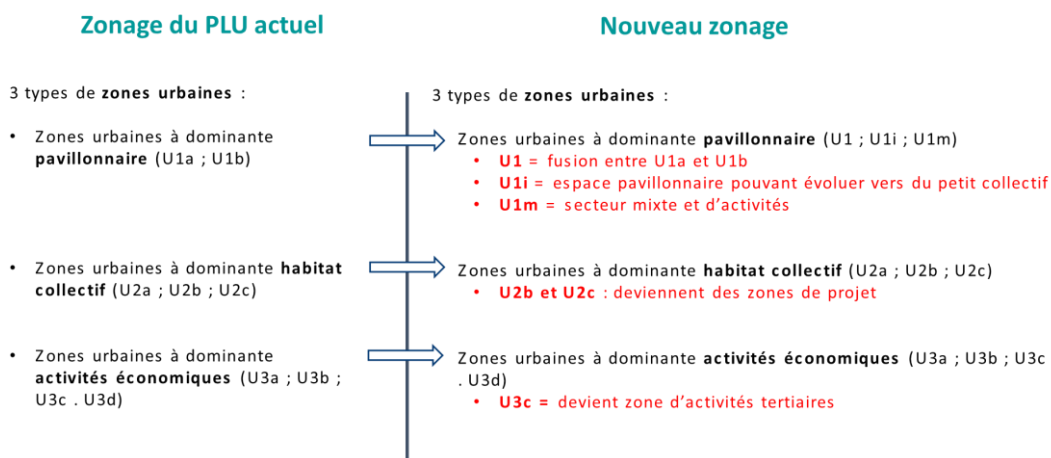 Zonage du PLU actuel
Nouveau zonage
3 types de zones urbaines :
• Zones urbaines à dominante
pavillonnaire (U1a ; U1b)
• Zones urbaines à dominante habitat
collectif (U2a ; U2b ; U2c)
• Zones urbaines à dominante
activités économiques (U3a ; U3b ;
U3c . U3d)
3 types de zones urbaines :
Zones urbaines à dominante pavillonnaire (U1 ; U1i ; U1m)
• U1 = fusion entre U1a et U1b
• U1i = espace pavillonnaire pouvant évoluer vers du petit collectif
• U1m = secteur mixte et d’activités
Zones urbaines à dominante habitat collectif (U2a ; U2b ; U2c)
• U2b et U2c : deviennent des zones de projet
Zones urbaines à dominante activités économiques (U3a ; U3b ; U3c
. U3d)
• U3c = devient zone d’activités tertiaires